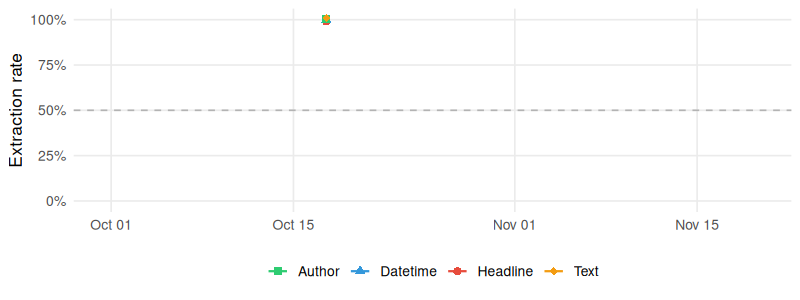 Extraction rate
100%
75%
50%
25%
0%
Oct 01 Oct 15 Nov 01 Nov 15
Author Datetime Headline Text